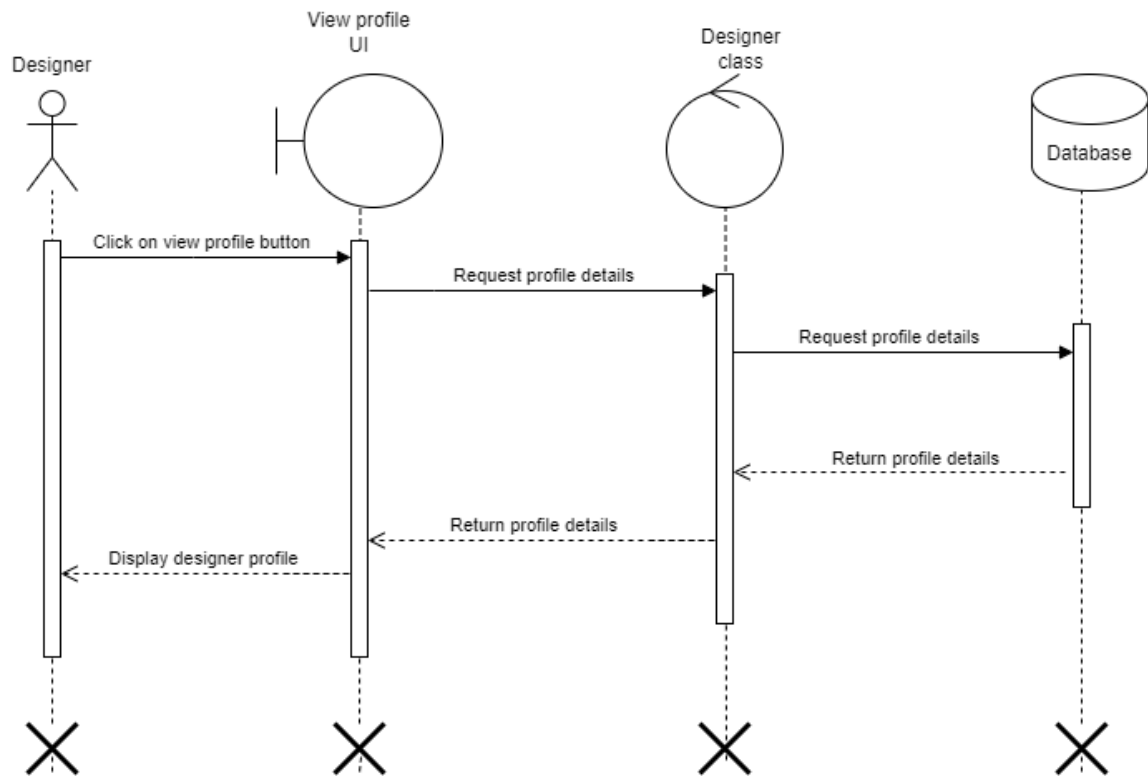 View profile
UI
Designer
class
Designer
Database
Click on view profile button
Request profile details
Request profile details
Return profile details
Return profile details
Display designer profile